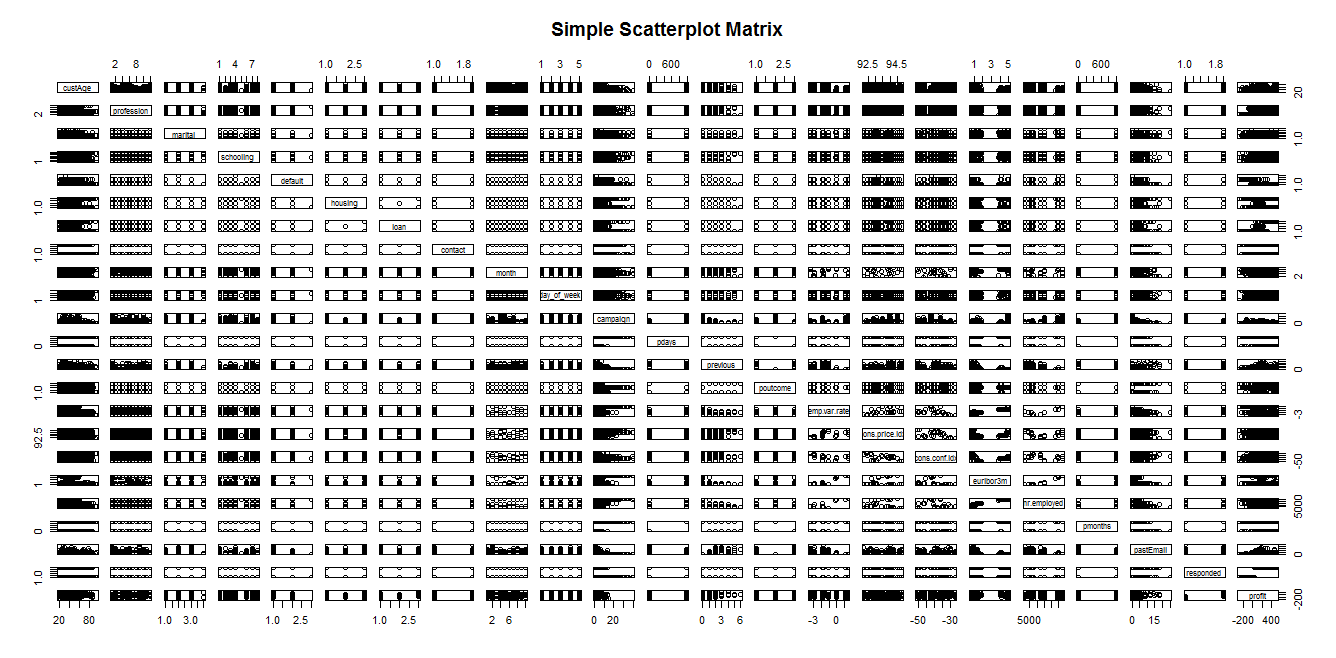 Simple Scatterplot Matrix
2 8 1 4 7 1.0 2.5 1.0 1.8 1 3 5 0 600 1.0 2.5 92.5 94.5 1 3 5 0 600 1.0 1.8
custAge 20
2 profession
marital 1.0
1 schooling
default 1.0
1.0 housing
loan 1.0
1.0 contact
month 2
1 day_of_week
campaign 0
0 pdays
previous 0
1.0 poutcome
emp.var.rate -3
92.5 ons.price.id
cons.conf.idx -50
1 euribor3m
nr.employed 5000
0 pmonths
pastEmail 0
1.0 responded
profit -200
20 80 1.0 3.0 1.0 2.5 1.0 2.5 2 6 0 20 0 3 6 -3 0 -50 -30 5000 0 15 -200 400